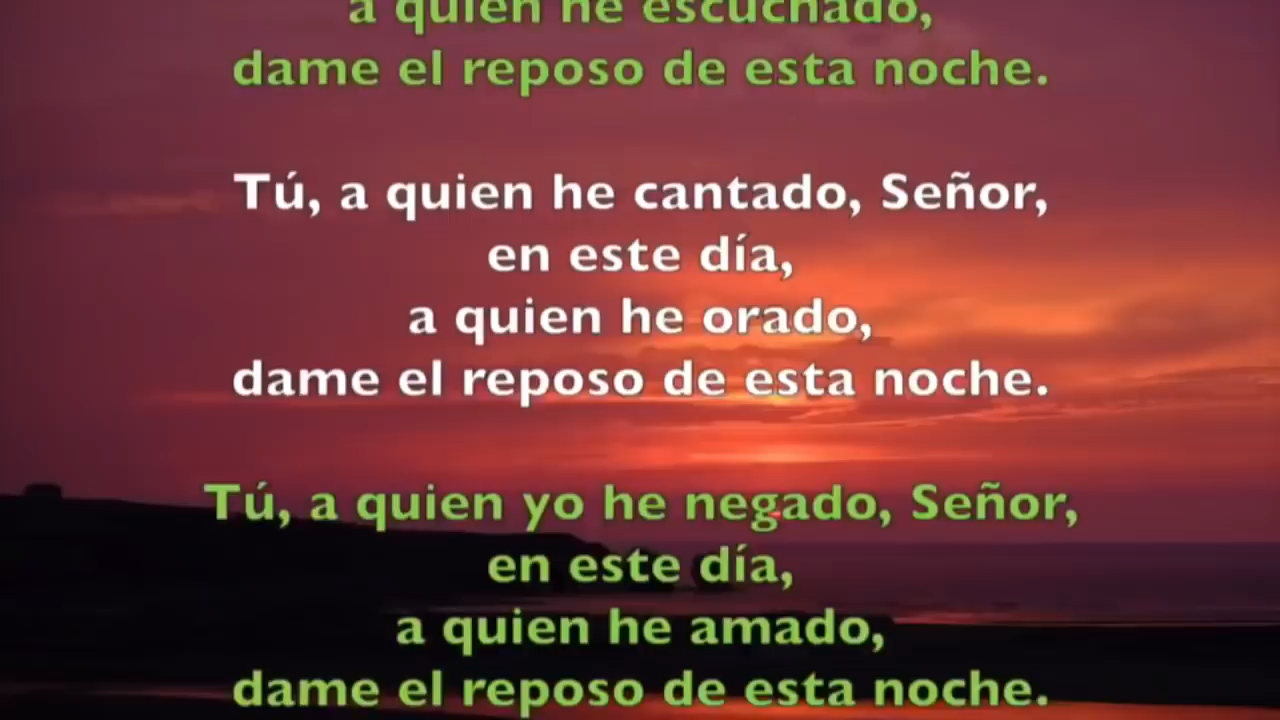 a quien he escuchado,
dame el reposo de esta noche.
Tú, a quien he cantado, Señor,
en este día,
a quien he orado,
dame el reposo de esta noche.
Tú, a quien yo he negado, Señor,
en este día,
a quien he amado,
dame el reposo de esta noche.